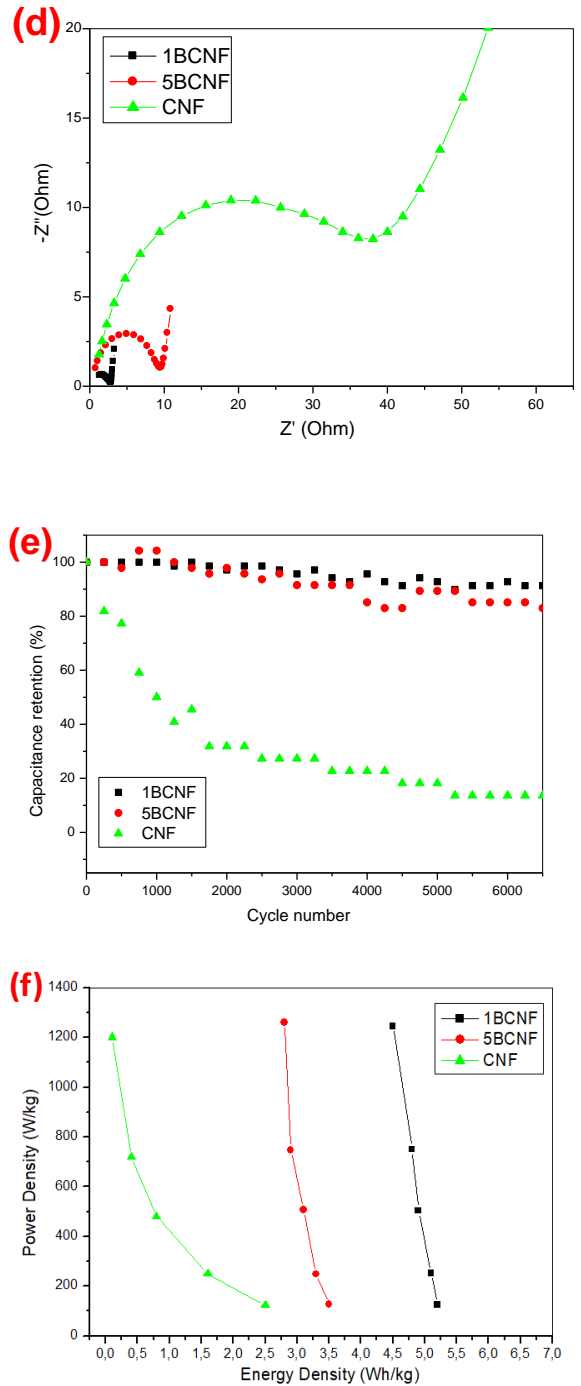 (d)
1BCNF
5BCNF
CNF
20
15
10
5
0
-Z"(Ohm)
0 10 20 30 40 50 60
Z' (Ohm)
(e)
100
80
60
40
20
0
Capacitance retention (%)
1BCNF
5BCNF
CNF
0 1000 2000 3000 4000 5000 6000
Cycle number
(f)
1400
1200
1000
800
600
400
200
0
Power Density (W/kg)
1BCNF
5BCNF
CNF
0,0 0,5 1,0 1,5 2,0 2,5 3,0 3,5 4,0 4,5 5,0 5,5 6,0 6,5 7,0
Energy Density (Wh/kg)